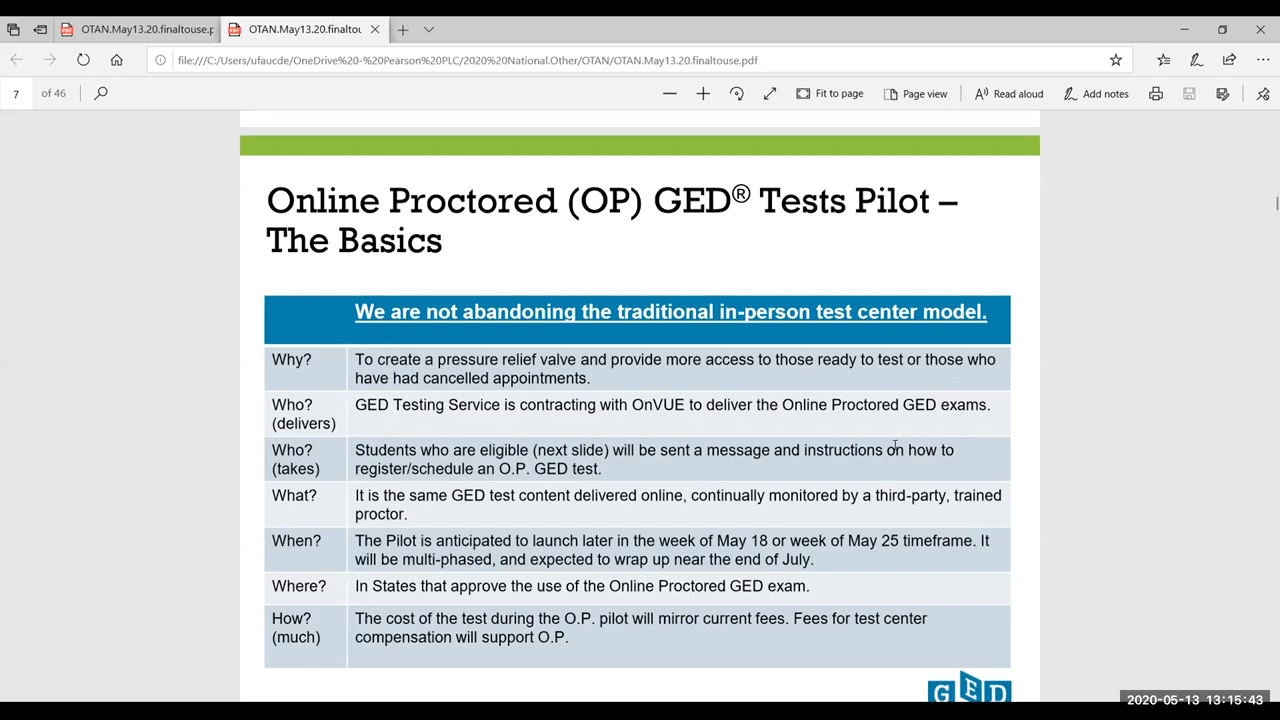 OTAN.May13.20.finaltouse.p
OTAN.May13.20.finaltou
file:///C:/Users/ufaucde/OneDrive%20-%20Pearson%20PLC/2020%20National.Other/OTAN/OTAN.May13.20.finaltouse.pdf
7 of 46
Fit to page
Page view
Read aloud
Add notes
Online Proctored (OP) GED® Tests Pilot –
The Basics
We are not abandoning the traditional in-person test center model.
Why? To create a pressure relief valve and provide more access to those ready to test or those who
have had cancelled appointments.
Who? GED Testing Service is contracting with OnVUE to deliver the Online Proctored GED exams.
(delivers)
Who? Students who are eligible (next slide) will be sent a message and instructions on how to
(takes) register/schedule an O.P. GED test.
What? It is the same GED test content delivered online, continually monitored by a third-party, trained
proctor.
When? The Pilot is anticipated to launch later in the week of May 18 or week of May 25 timeframe. It
will be multi-phased, and expected to wrap up near the end of July.
Where? In States that approve the use of the Online Proctored GED exam.
How? The cost of the test during the O.P. pilot will mirror current fees. Fees for test center
(much) compensation will support O.P.
GED
2020-05-13 13:15:43